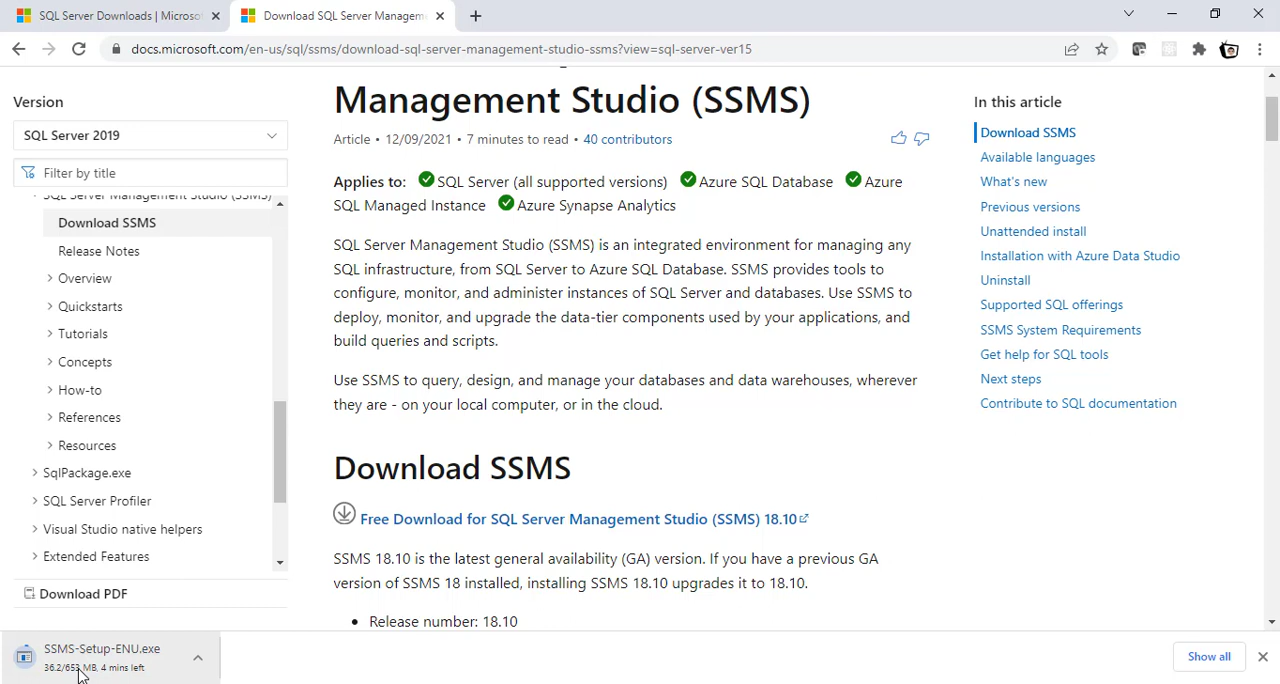 SQL Server Downloads | Microso
Download SQL Server Managem
docs.microsoft.com/en-us/sql/ssms/download-sql-server-management-studio-ssms?view=sql-server-ver15
Version
SQL Server 2019
Filter by title
SQL Server Management Studio (SSMS)
Download SSMS
Release Notes
Overview
Quickstarts
Tutorials
Concepts
How-to
References
Resources
SqlPackage.exe
SQL Server Profiler
Visual Studio native helpers
Extended Features
Download PDF
Management Studio (SSMS)
Article • 12/09/2021 • 7 minutes to read • 40 contributors
Applies to: SQL Server (all supported versions) Azure SQL Database Azure
SQL Managed Instance Azure Synapse Analytics
SQL Server Management Studio (SSMS) is an integrated environment for managing any
SQL infrastructure, from SQL Server to Azure SQL Database. SSMS provides tools to
configure, monitor, and administer instances of SQL Server and databases. Use SSMS to
deploy, monitor, and upgrade the data-tier components used by your applications, and
build queries and scripts.
Use SSMS to query, design, and manage your databases and data warehouses, wherever
they are - on your local computer, or in the cloud.
Download SSMS
Free Download for SQL Server Management Studio (SSMS) 18.10
SSMS 18.10 is the latest general availability (GA) version. If you have a previous GA
version of SSMS 18 installed, installing SSMS 18.10 upgrades it to 18.10.
• Release number: 18.10
In this article
Download SSMS
Available languages
What's new
Previous versions
Unattended install
Installation with Azure Data Studio
Uninstall
Supported SQL offerings
SSMS System Requirements
Get help for SQL tools
Next steps
Contribute to SQL documentation
SSMS-Setup-ENU.exe
MB, 4 mins left
Show all